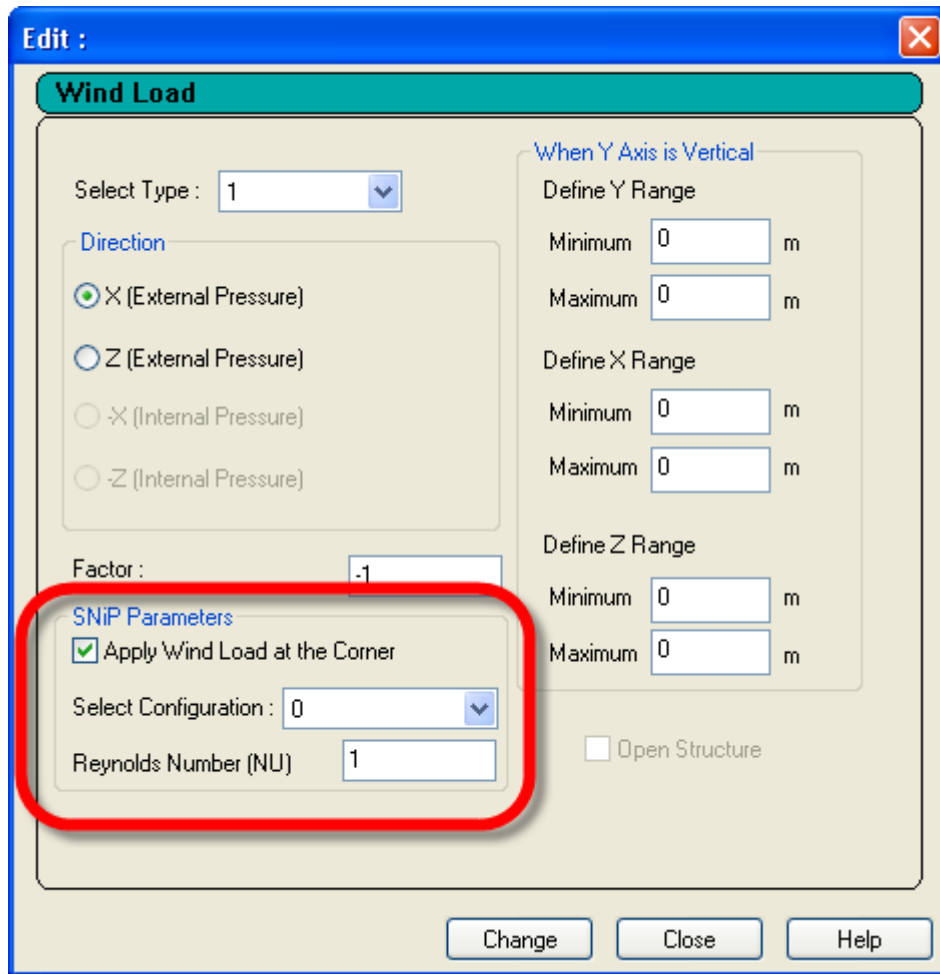 Edit :
Wind Load
Select Type : 1
Direction
X (External Pressure)
Z (External Pressure)
-X (Internal Pressure)
-Z (Internal Pressure)
Factor : -1
SNiP Parameters
Apply Wind Load at the Corner
Select Configuration : 0
Reynolds Number (NU) 1
When Y Axis is Vertical
Define Y Range
Minimum 0 m
Maximum 0 m
Define X Range
Minimum 0 m
Maximum 0 m
Define Z Range
Minimum 0 m
Maximum 0 m
Open Structure
Change Close Help